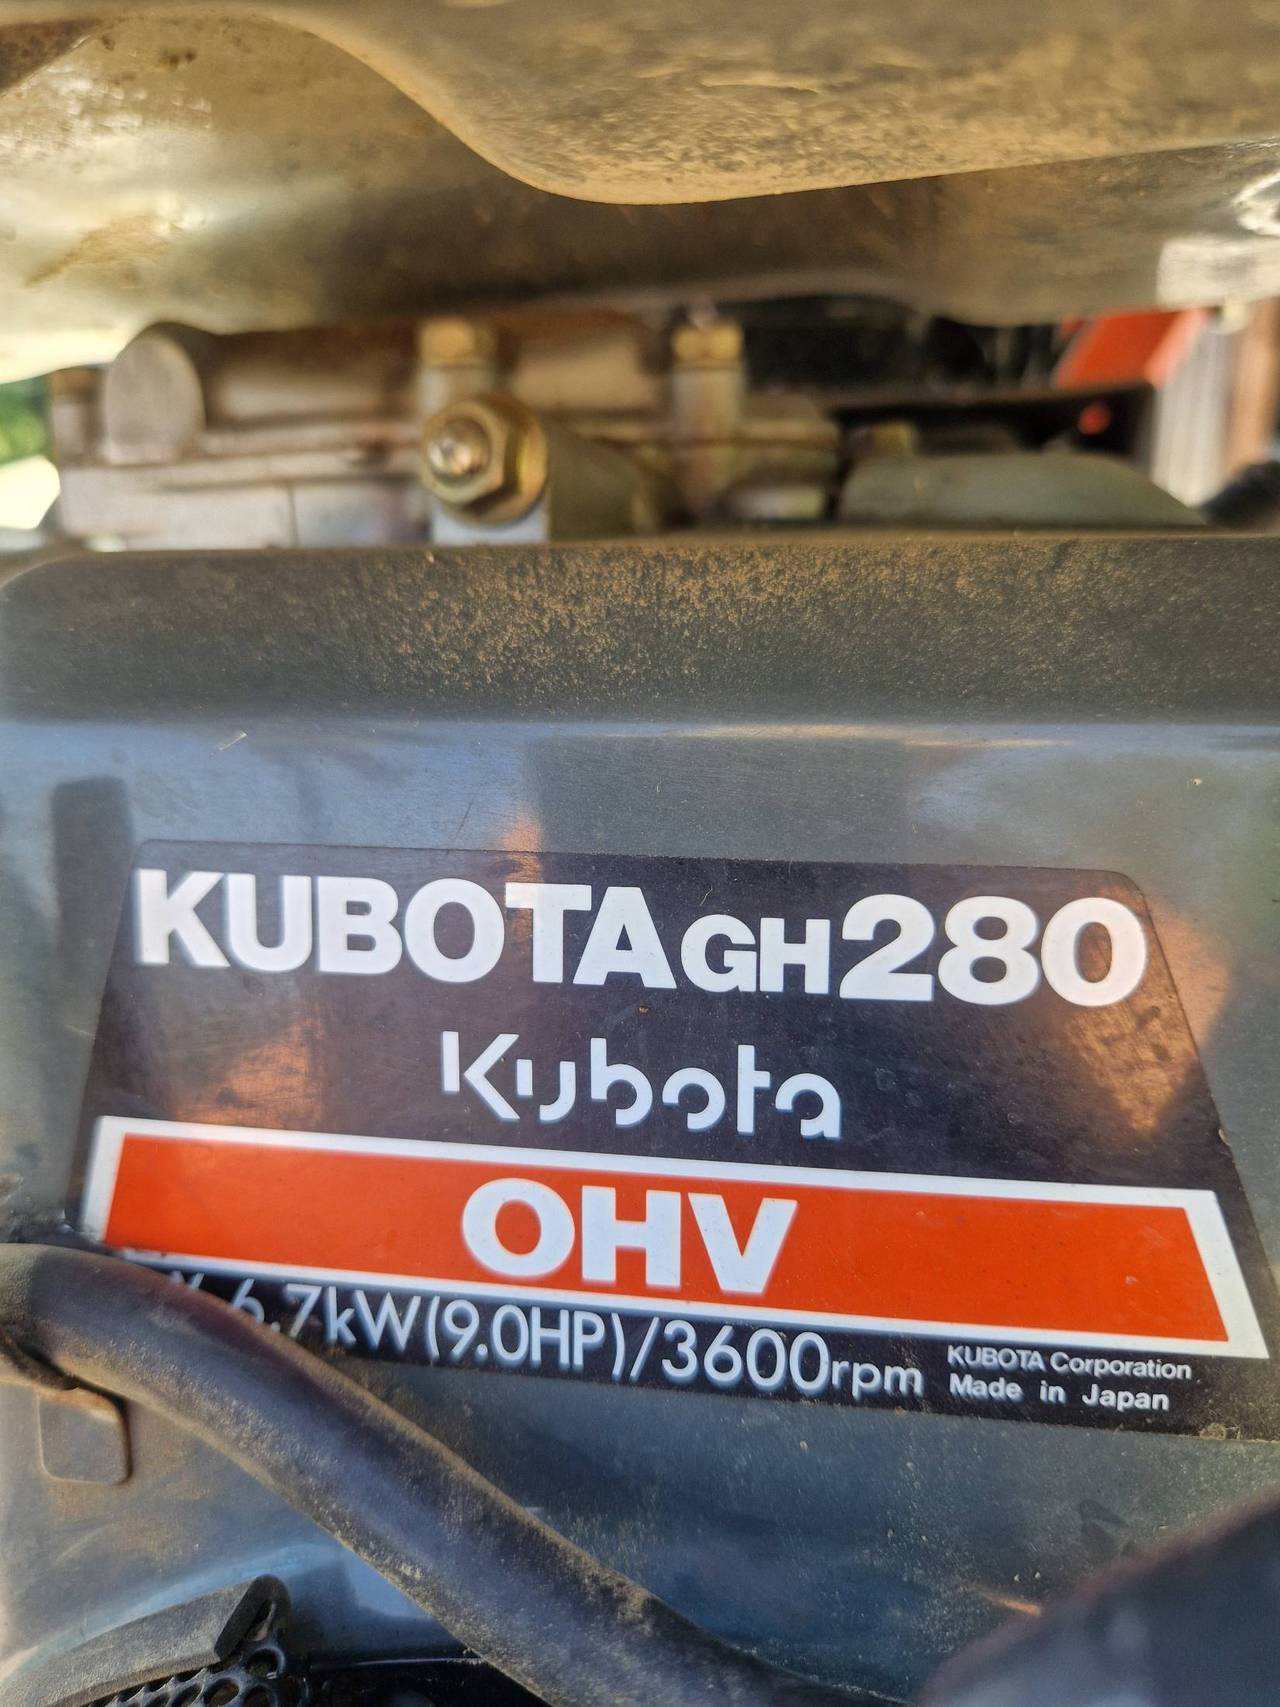 KUBOTA GH280
Kubota
OHV
6.7kW(9.0HP)/3600rpm
KUBOTA Corporation
Made in Japan